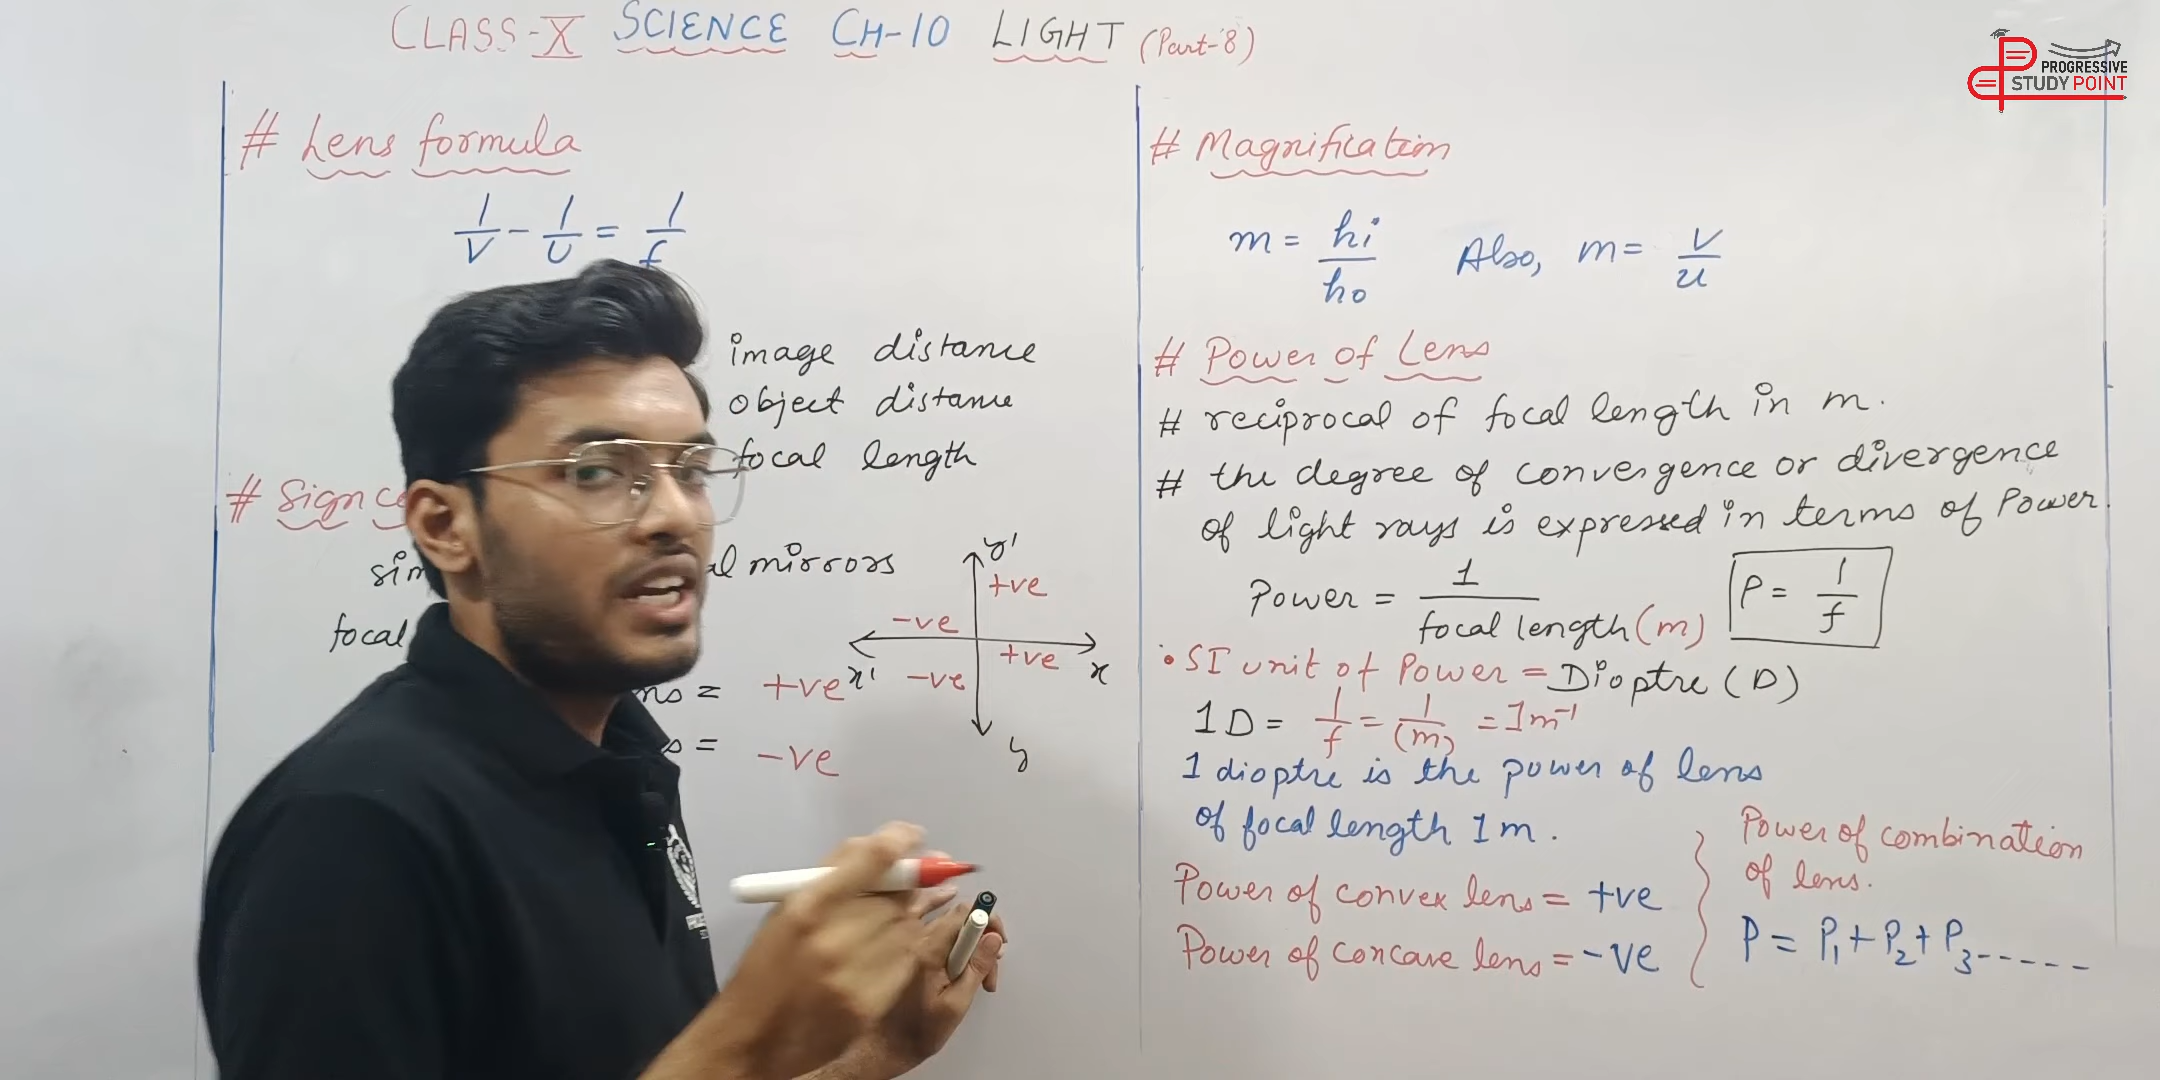 CLASS-X SCIENCE CH-10 LIGHT (Part-8)
PROGRESSIVE
STUDY POINT
# Lens formula
1/V - 1/U = 1/f
image distance
object distance
focal length
# Sign
mirrors
focal
= +ve
= -ve
y'
+ve
-ve
+ve
x'
-ve
x
y
# Magnification
m = hi/ho Also, m = v/u
# Power of Lens
# reciprocal of focal length in m.
# the degree of convergence or divergence
of light rays is expressed in terms of Power.
Power = 1/focal length (m) P = 1/f
• SI unit of Power = Dioptre (D)
1D = 1/f = 1/(m) = 1m⁻¹
1 dioptre is the power of lens
of focal length 1m.
Power of convex lens = +ve
Power of concave lens = -ve
Power of combination
of lens.
P = P₁ + P₂ + P₃-----